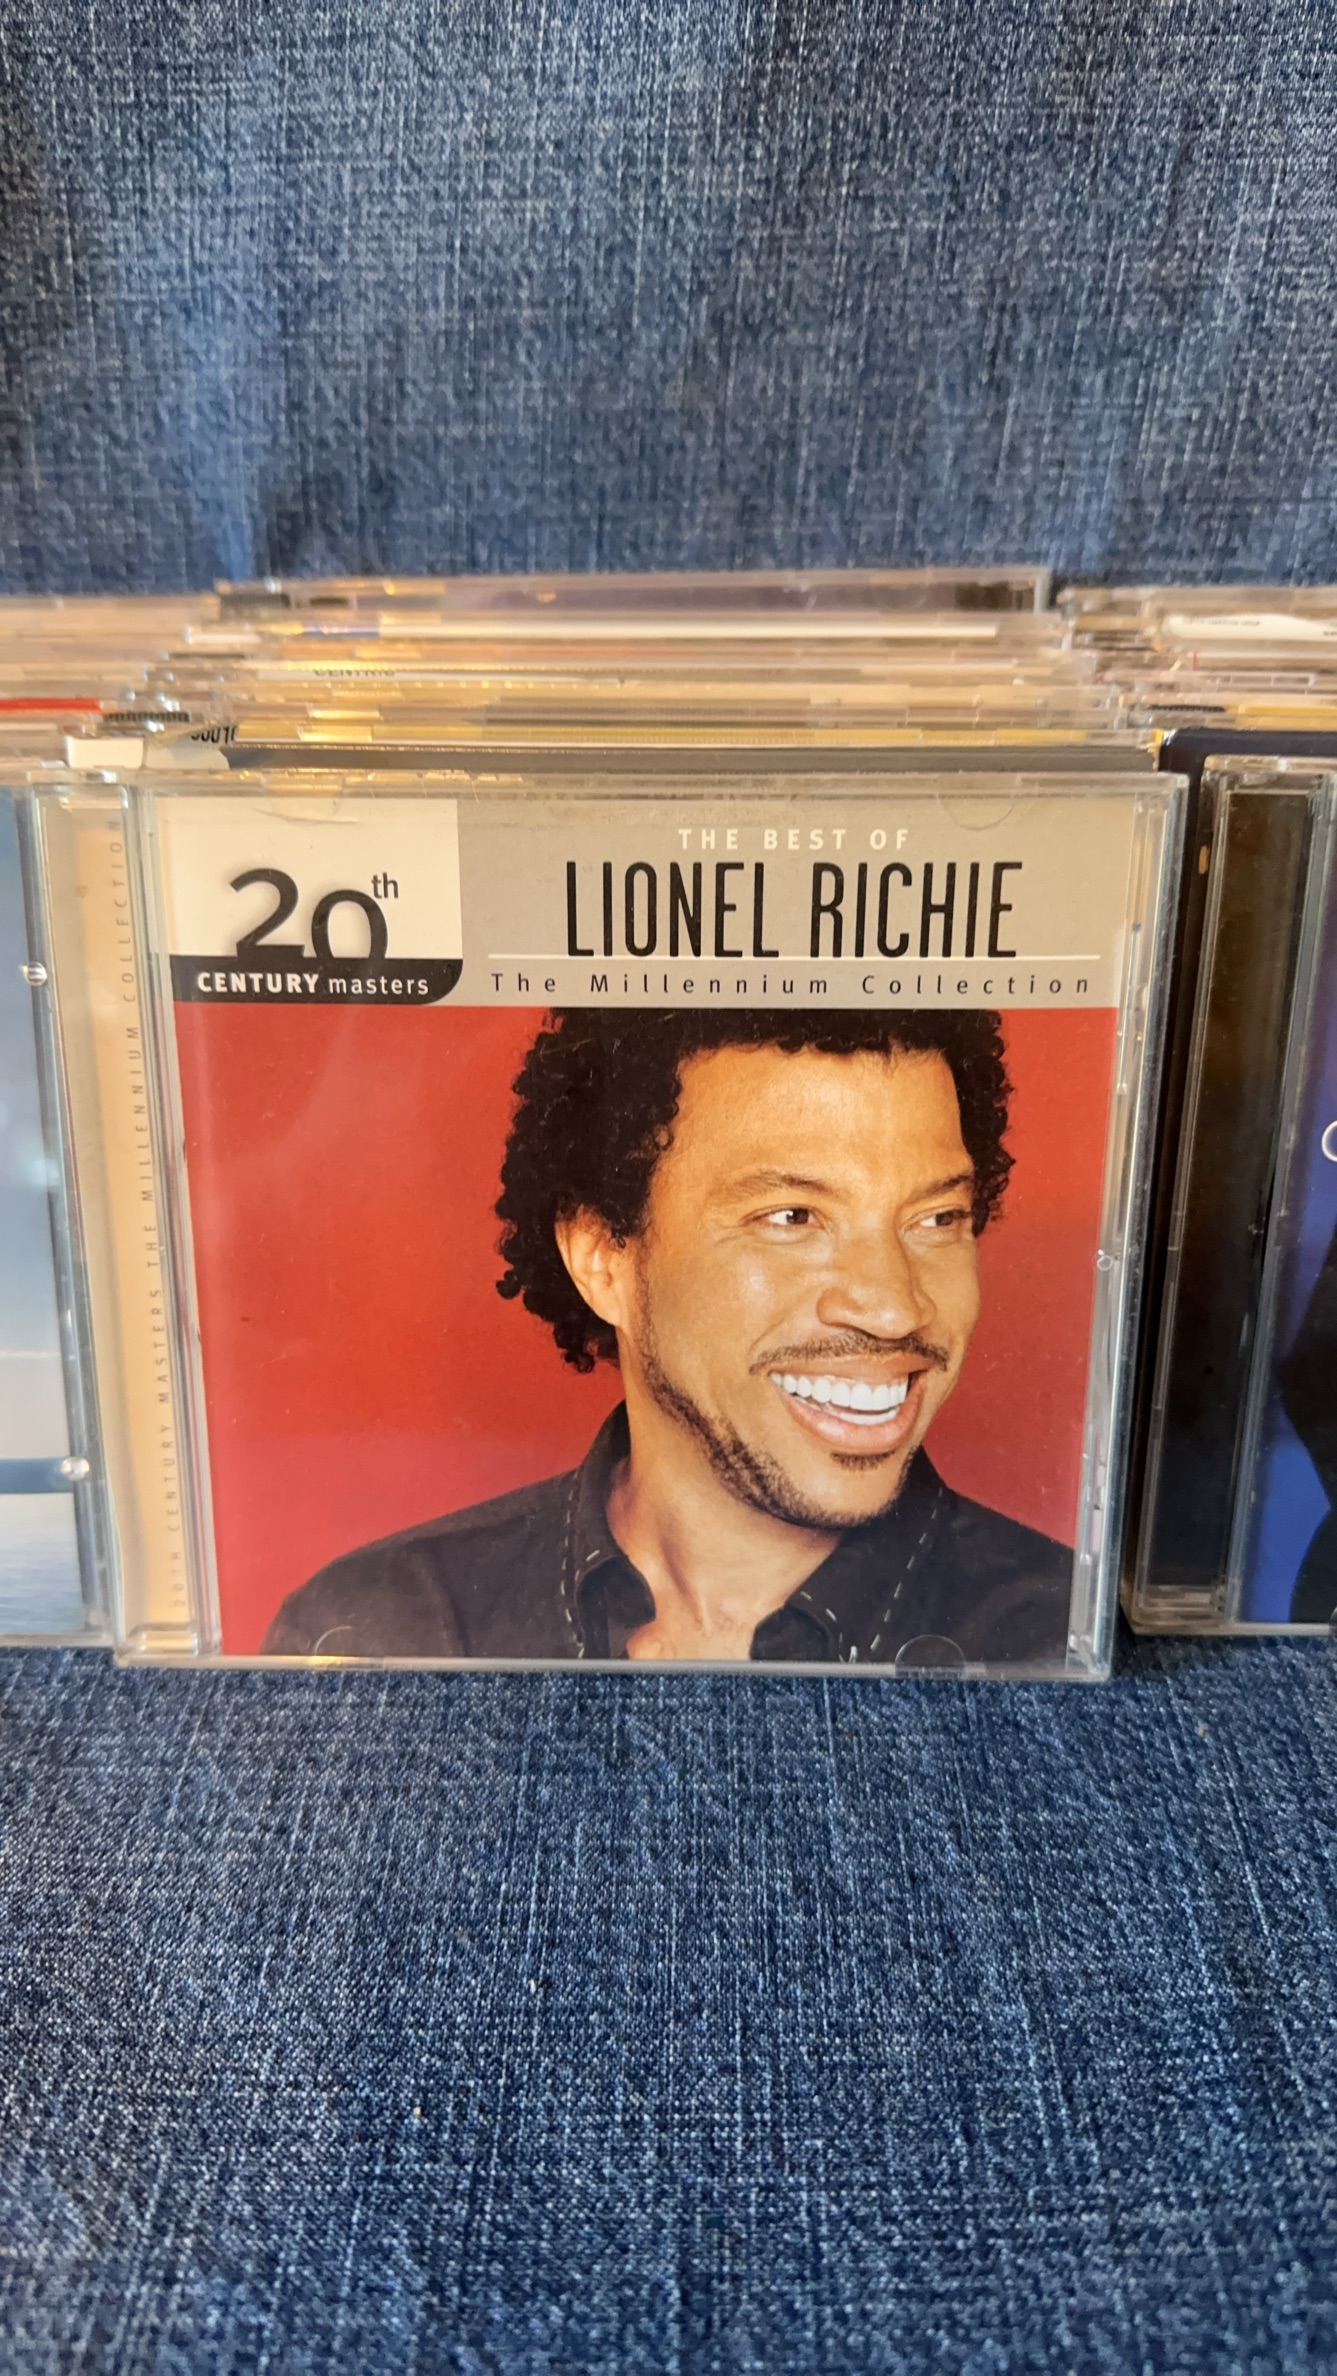 20th
CENTURY masters
THE BEST OF
LIONEL RICHIE
The Millennium Collection
20TH CENTURY MASTERS THE MILLENNIUM COLLECTION